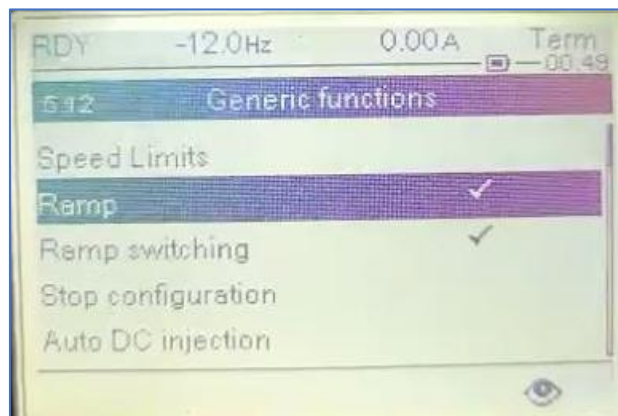 RDY -12.0Hz 0.00A Term
00:49
5.12 Generic functions
Speed Limits
Ramp
Ramp switching
Stop configuration
Auto DC injection